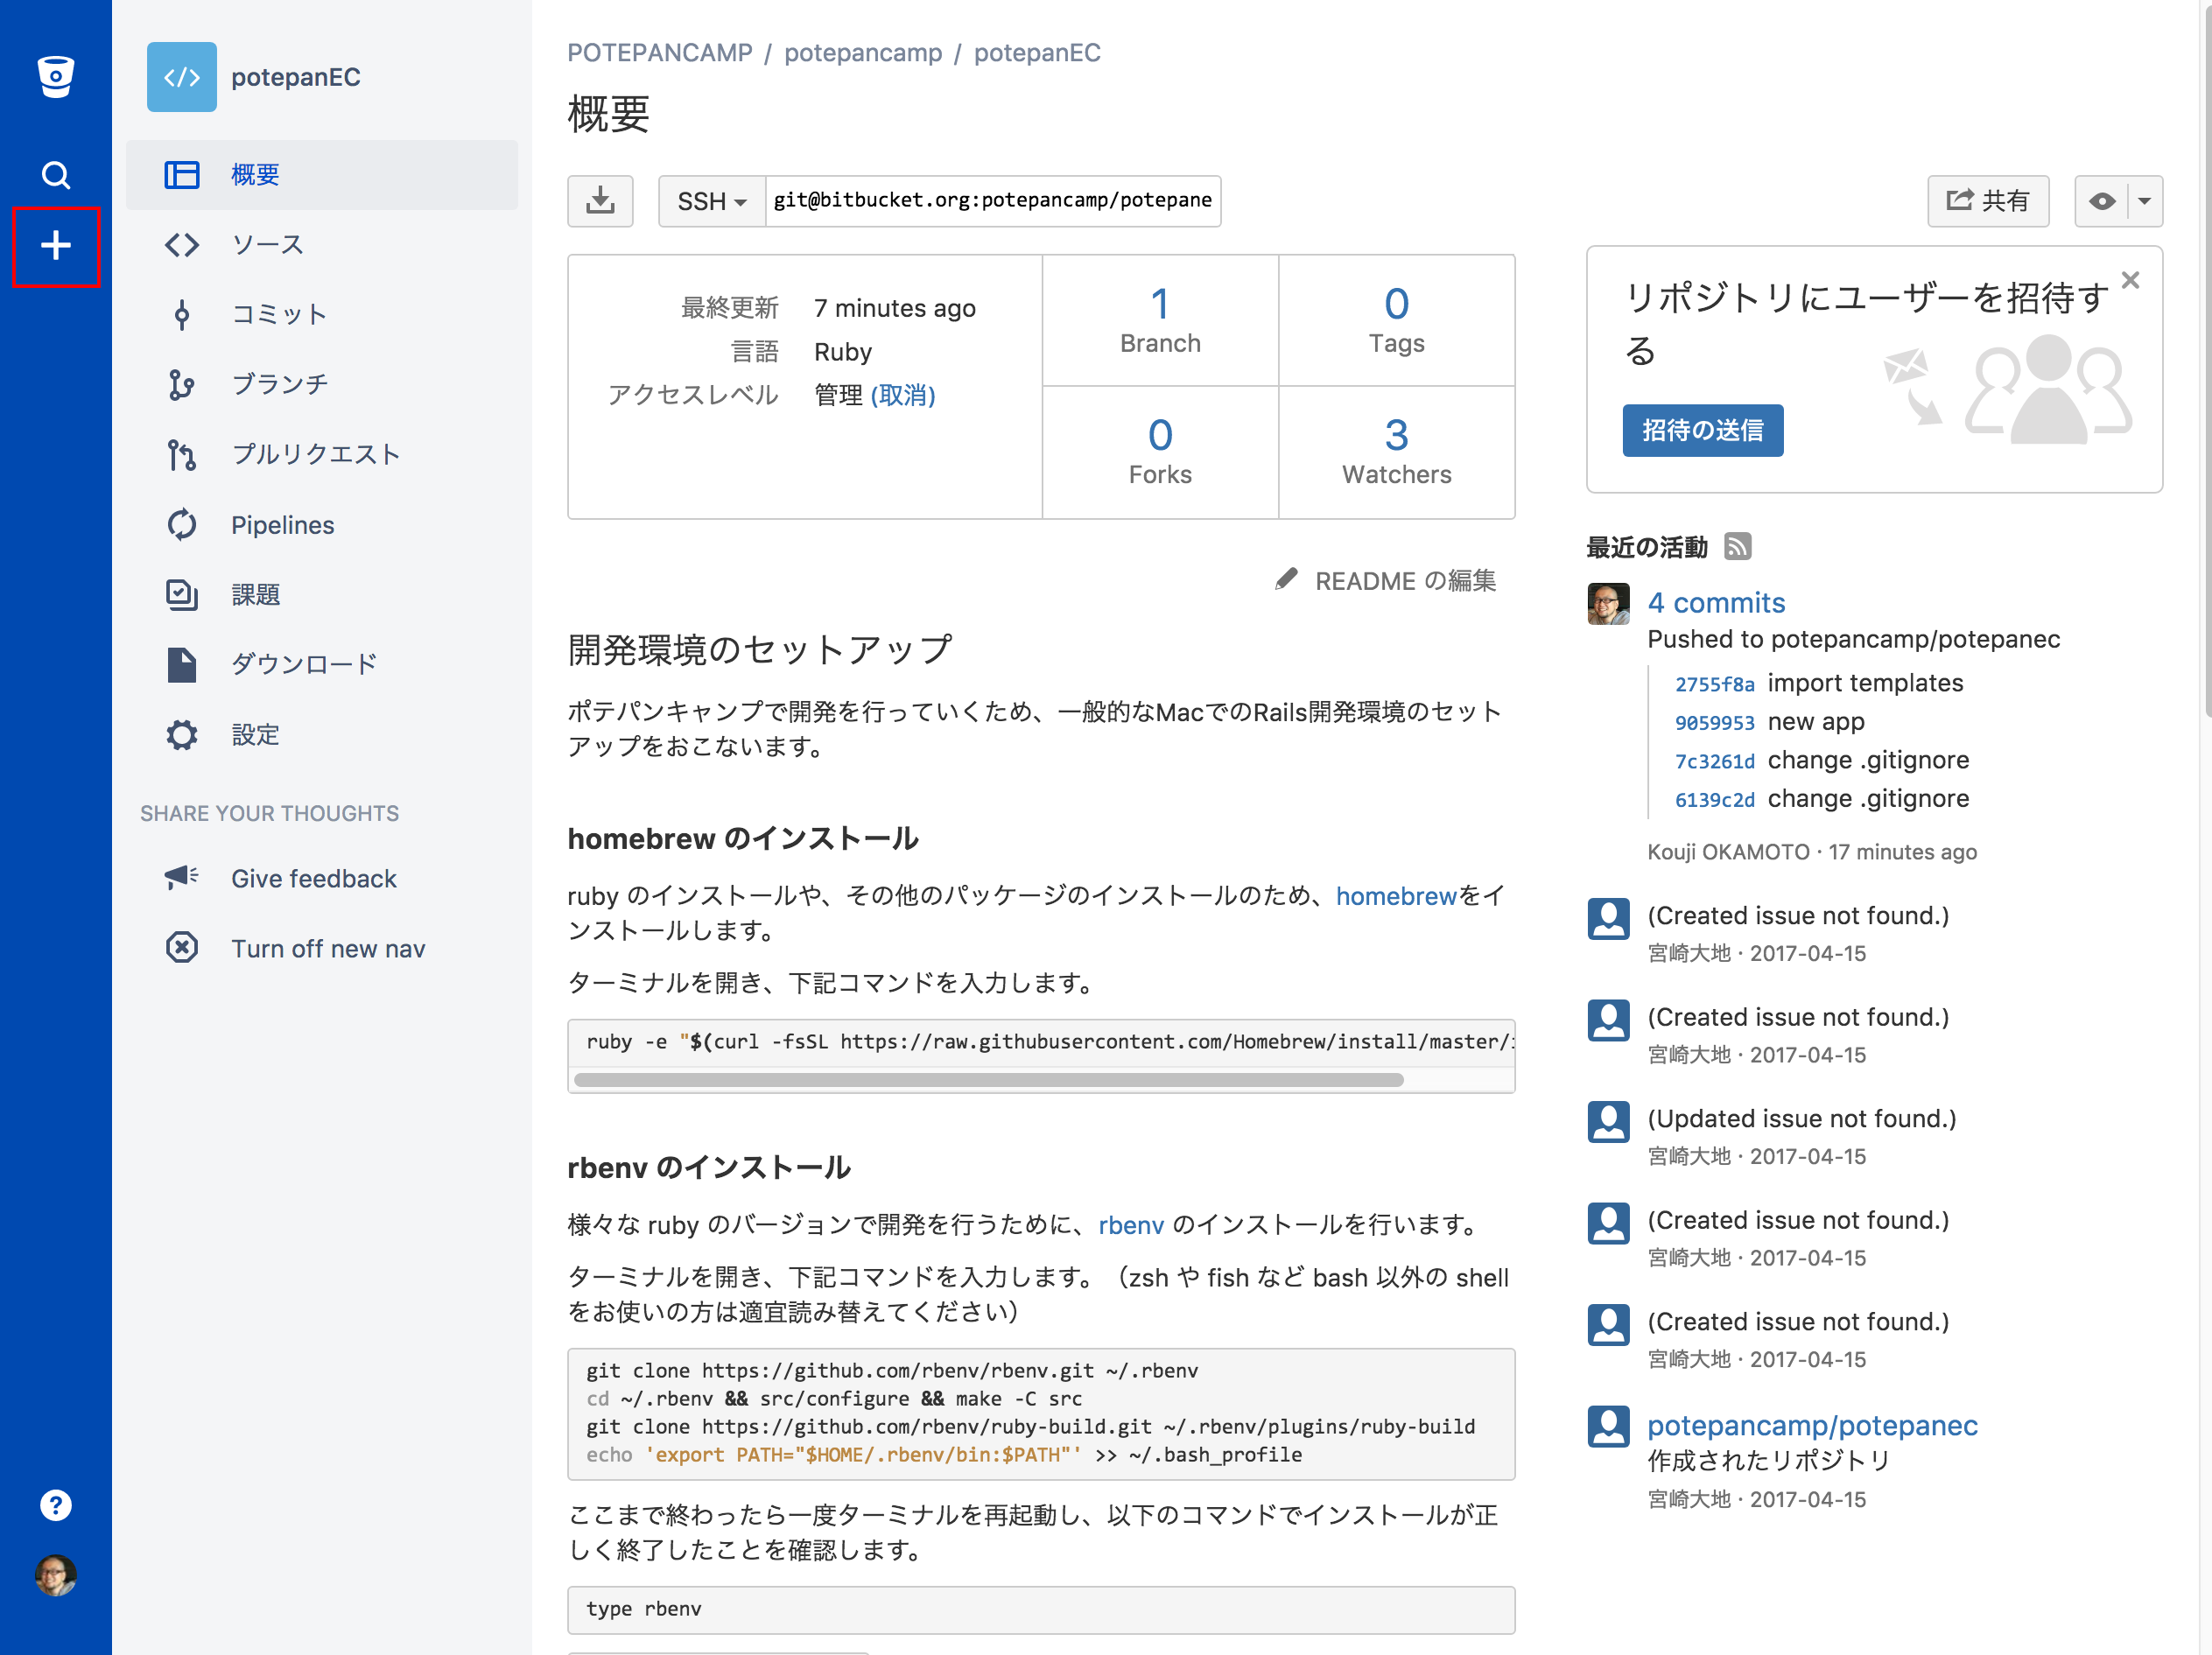 potepanEC
概要
ソース
コミット
ブランチ
プルリクエスト
Pipelines
課題
ダウンロード
設定
SHARE YOUR THOUGHTS
Give feedback
Turn off new nav
POTEPANCAMP / potepancamp / potepanEC
概要
SSH
git@bitbucket.org:potepancamp/potepane
共有
最終更新 7 minutes ago
言語 Ruby
アクセスレベル 管理 (取消)
1
Branch
0
Tags
0
Forks
3
Watchers
README の編集
開発環境のセットアップ
ポテパンキャンプで開発を行っていくため、一般的なMacでのRails開発環境のセット
アップをおこないます。
homebrew のインストール
ruby のインストールや、その他のパッケージのインストールのため、homebrewをイ
ンストールします。
ターミナルを開き、下記コマンドを入力します。
ruby -e "$(curl -fsSL https://raw.githubusercontent.com/Homebrew/install/master/
rbenv のインストール
様々な ruby のバージョンで開発を行うために、rbenv のインストールを行います。
ターミナルを開き、下記コマンドを入力します。（zsh や fish など bash 以外の shell
をお使いの方は適宜読み替えてください）
git clone https://github.com/rbenv/rbenv.git ~/.rbenv
cd ~/.rbenv && src/configure && make -C src
git clone https://github.com/rbenv/ruby-build.git ~/.rbenv/plugins/ruby-build
echo 'export PATH="$HOME/.rbenv/bin:$PATH"' >> ~/.bash_profile
ここまで終わったら一度ターミナルを再起動し、以下のコマンドでインストールが正
しく終了したことを確認します。
type rbenv
リポジトリにユーザーを招待す
る
招待の送信
最近の活動
4 commits
Pushed to potepancamp/potepanec
2755f8a import templates
9059953 new app
7c3261d change .gitignore
6139c2d change .gitignore
Kouji OKAMOTO · 17 minutes ago
(Created issue not found.)
宮崎大地 · 2017-04-15
(Created issue not found.)
宮崎大地 · 2017-04-15
(Updated issue not found.)
宮崎大地 · 2017-04-15
(Created issue not found.)
宮崎大地 · 2017-04-15
(Created issue not found.)
宮崎大地 · 2017-04-15
potepancamp/potepanec
作成されたリポジトリ
宮崎大地 · 2017-04-15